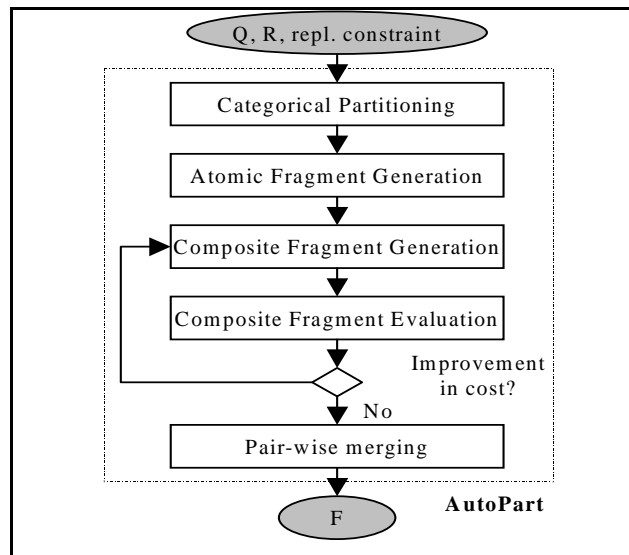 Q, R, repl. constraint
Categorical Partitioning
Atomic Fragment Generation
Composite Fragment Generation
Composite Fragment Evaluation
Improvement
in cost?
No
Pair-wise merging
AutoPart
F